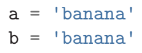 a = 'banana'
b = 'banana'